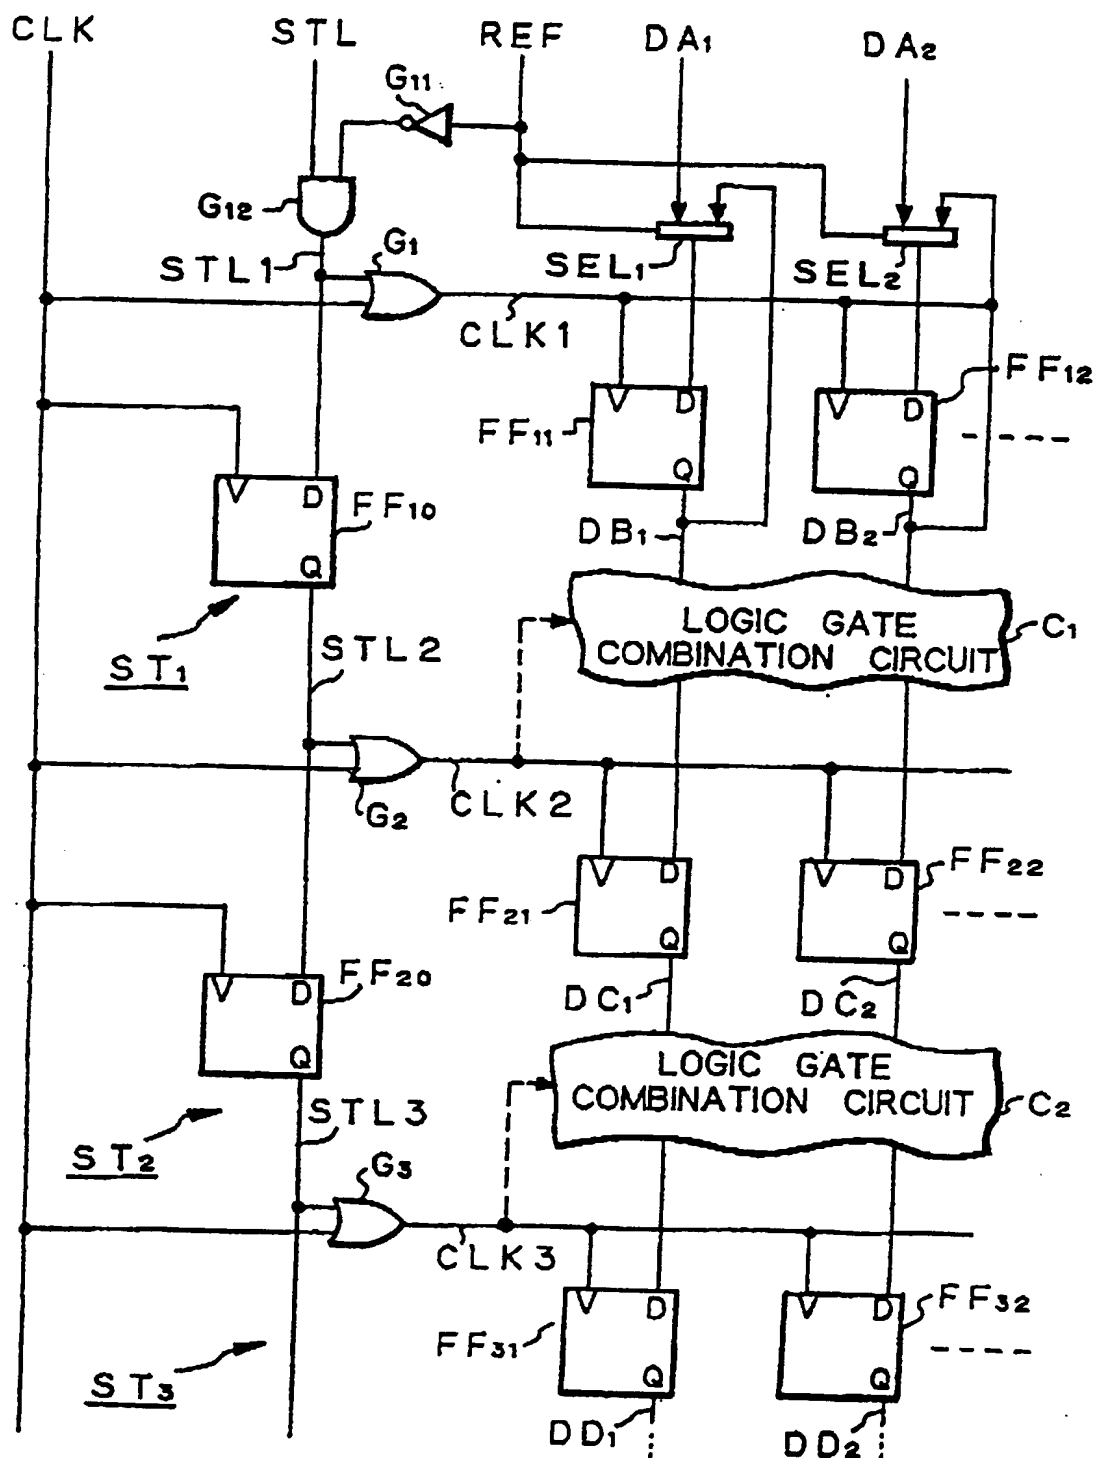 CLK STL REF DA1 DA2
G11
G12
G1
STL1
SEL1 SEL2
CLK1
V D
Q
FF11
V D
Q
FF12
-----
V D
Q
FF10
DB1 DB2
ST1
STL2
LOGIC GATE
COMBINATION CIRCUIT
C1
G2
CLK2
V D
Q
FF21
V D
Q
FF22
----
V D
Q
FF20
DC1 DC2
ST2
STL3
LOGIC GATE
COMBINATION CIRCUIT
C2
G3
CLK3
V D
Q
FF31
V D
Q
FF32
----
ST3
DD1 DD2